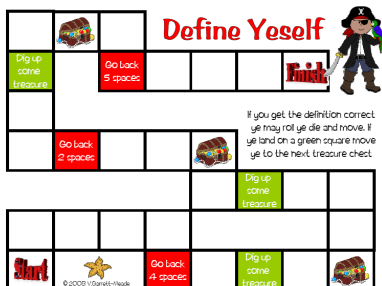 Define Yeself
Dig up
some
treasure
Go back
5 spaces
Finish
If you get the definition correct
ye may roll ye die and move. If
ye land on a green square move
ye to the next treasure chest
Go back
2 spaces
Dig up
some
treasure
Start
© 2008 V.Garrett-Meade
Go back
4 spaces
Dig up
some
treasure